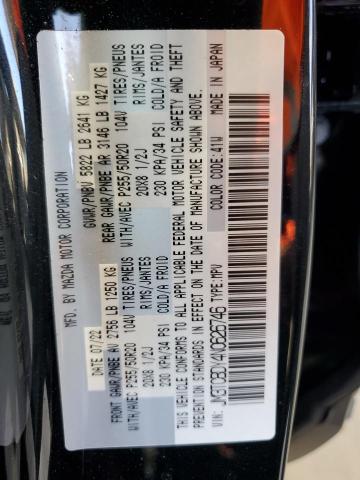 MFD. BY MAZDA MOTOR CORPORATION
DATE 07/22
GVWR/PNBV 5822 LB 2641 KG
FRONT GAWR/PNBE AV 2756 LB 1250 KG
REAR GAWR/PNBE AR 3146 LB 1427 KG
WITH/AVEC P255/50R20 104V TIRES/PNEUS
WITH/AVEC P255/50R20 104V TIRES/PNEUS
20X8 1/2J RIMS/JANTES
20X8 1/2J RIMS/JANTES
230 KPA/34 PSI COLD/A FROID
230 KPA/34 PSI COLD/A FROID
THIS VEHICLE CONFORMS TO ALL APPLICABLE FEDERAL MOTOR VEHICLE SAFETY AND THEFT
PREVENTION STANDARDS IN EFFECT ON THE DATE OF MANUFACTURE SHOWN ABOVE.
VIN: JM3TCBDY4N0626746 TYPE: MPV COLOR: 41W MADE IN JAPAN